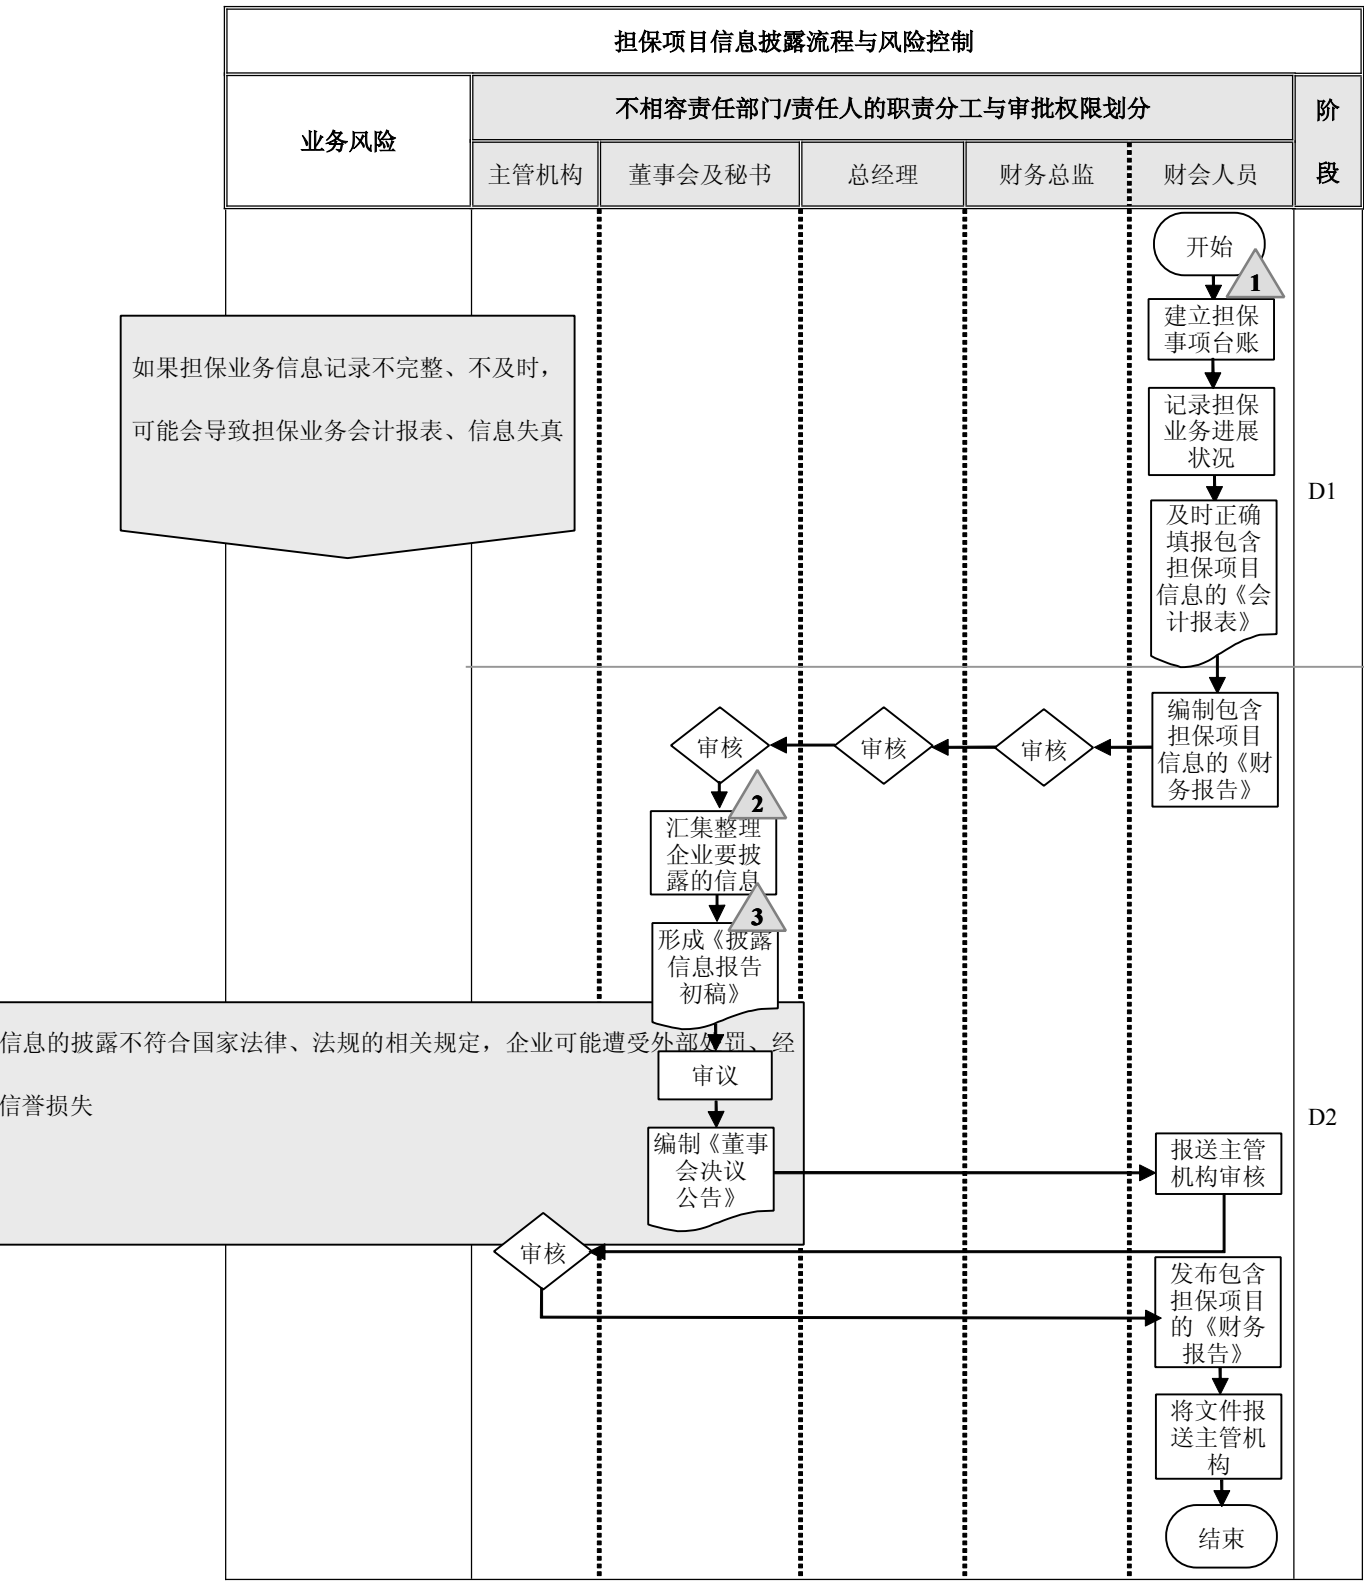 担保项目信息披露流程与风险控制
业务风险
不相容责任部门/责任人的职责分工与审批权限划分
阶
段
主管机构
董事会及秘书
总经理
财务总监
财会人员
开始
1
建立担保
事项台账
如果担保业务信息记录不完整、不及时，
可能会导致担保业务会计报表、信息失真
记录担保
业务进展
状况
D1
及时正确
填报包含
担保项目
信息的《会
计报表》
编制包含
担保项目
信息的《财
务报告》
审核
审核
审核
2
汇集整理
企业要披
露的信息
3
形成《披露
信息报告
初稿》
信息的披露不符合国家法律、法规的相关规定，企业可能遭受外部处罚、经
信誉损失
审议
D2
编制《董事
会决议
公告》
报送主管
机构审核
审核
发布包含
担保项目
的《财务
报告》
将文件报
送主管机
构
结束